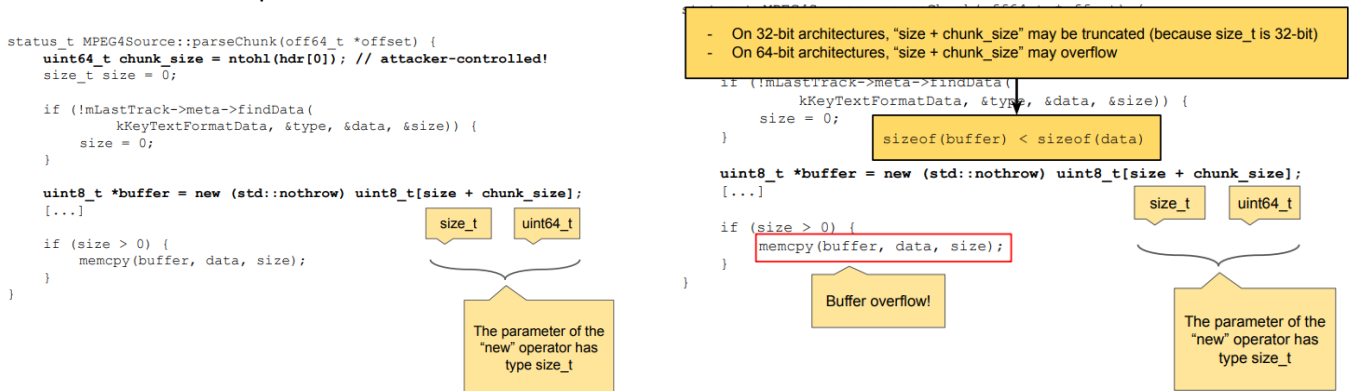 status_t MPEG4Source::parseChunk(off64_t *offset) {
uint64_t chunk_size = ntohl(hdr[0]); // attacker-controlled!
size_t size = 0;
if (!mLastTrack->meta->findData(
kKeyTextFormatData, &type, &data, &size)) {
size = 0;
}
uint8_t *buffer = new (std::nothrow) uint8_t[size + chunk_size];
[...]
size_t
uint64_t
if (size > 0) {
memcpy(buffer, data, size);
}
}
The parameter of the
“new” operator has
type size_t
- On 32-bit architectures, “size + chunk_size” may be truncated (because size_t is 32-bit)
- On 64-bit architectures, “size + chunk_size” may overflow
if (!mLastTrack->meta->findData(
kKeyTextFormatData, &type, &data, &size)) {
size = 0;
}
sizeof(buffer) < sizeof(data)
uint8_t *buffer = new (std::nothrow) uint8_t[size + chunk_size];
[...]
size_t
uint64_t
if (size > 0) {
memcpy(buffer, data, size);
}
}
Buffer overflow!
The parameter of the
“new” operator has
type size_t